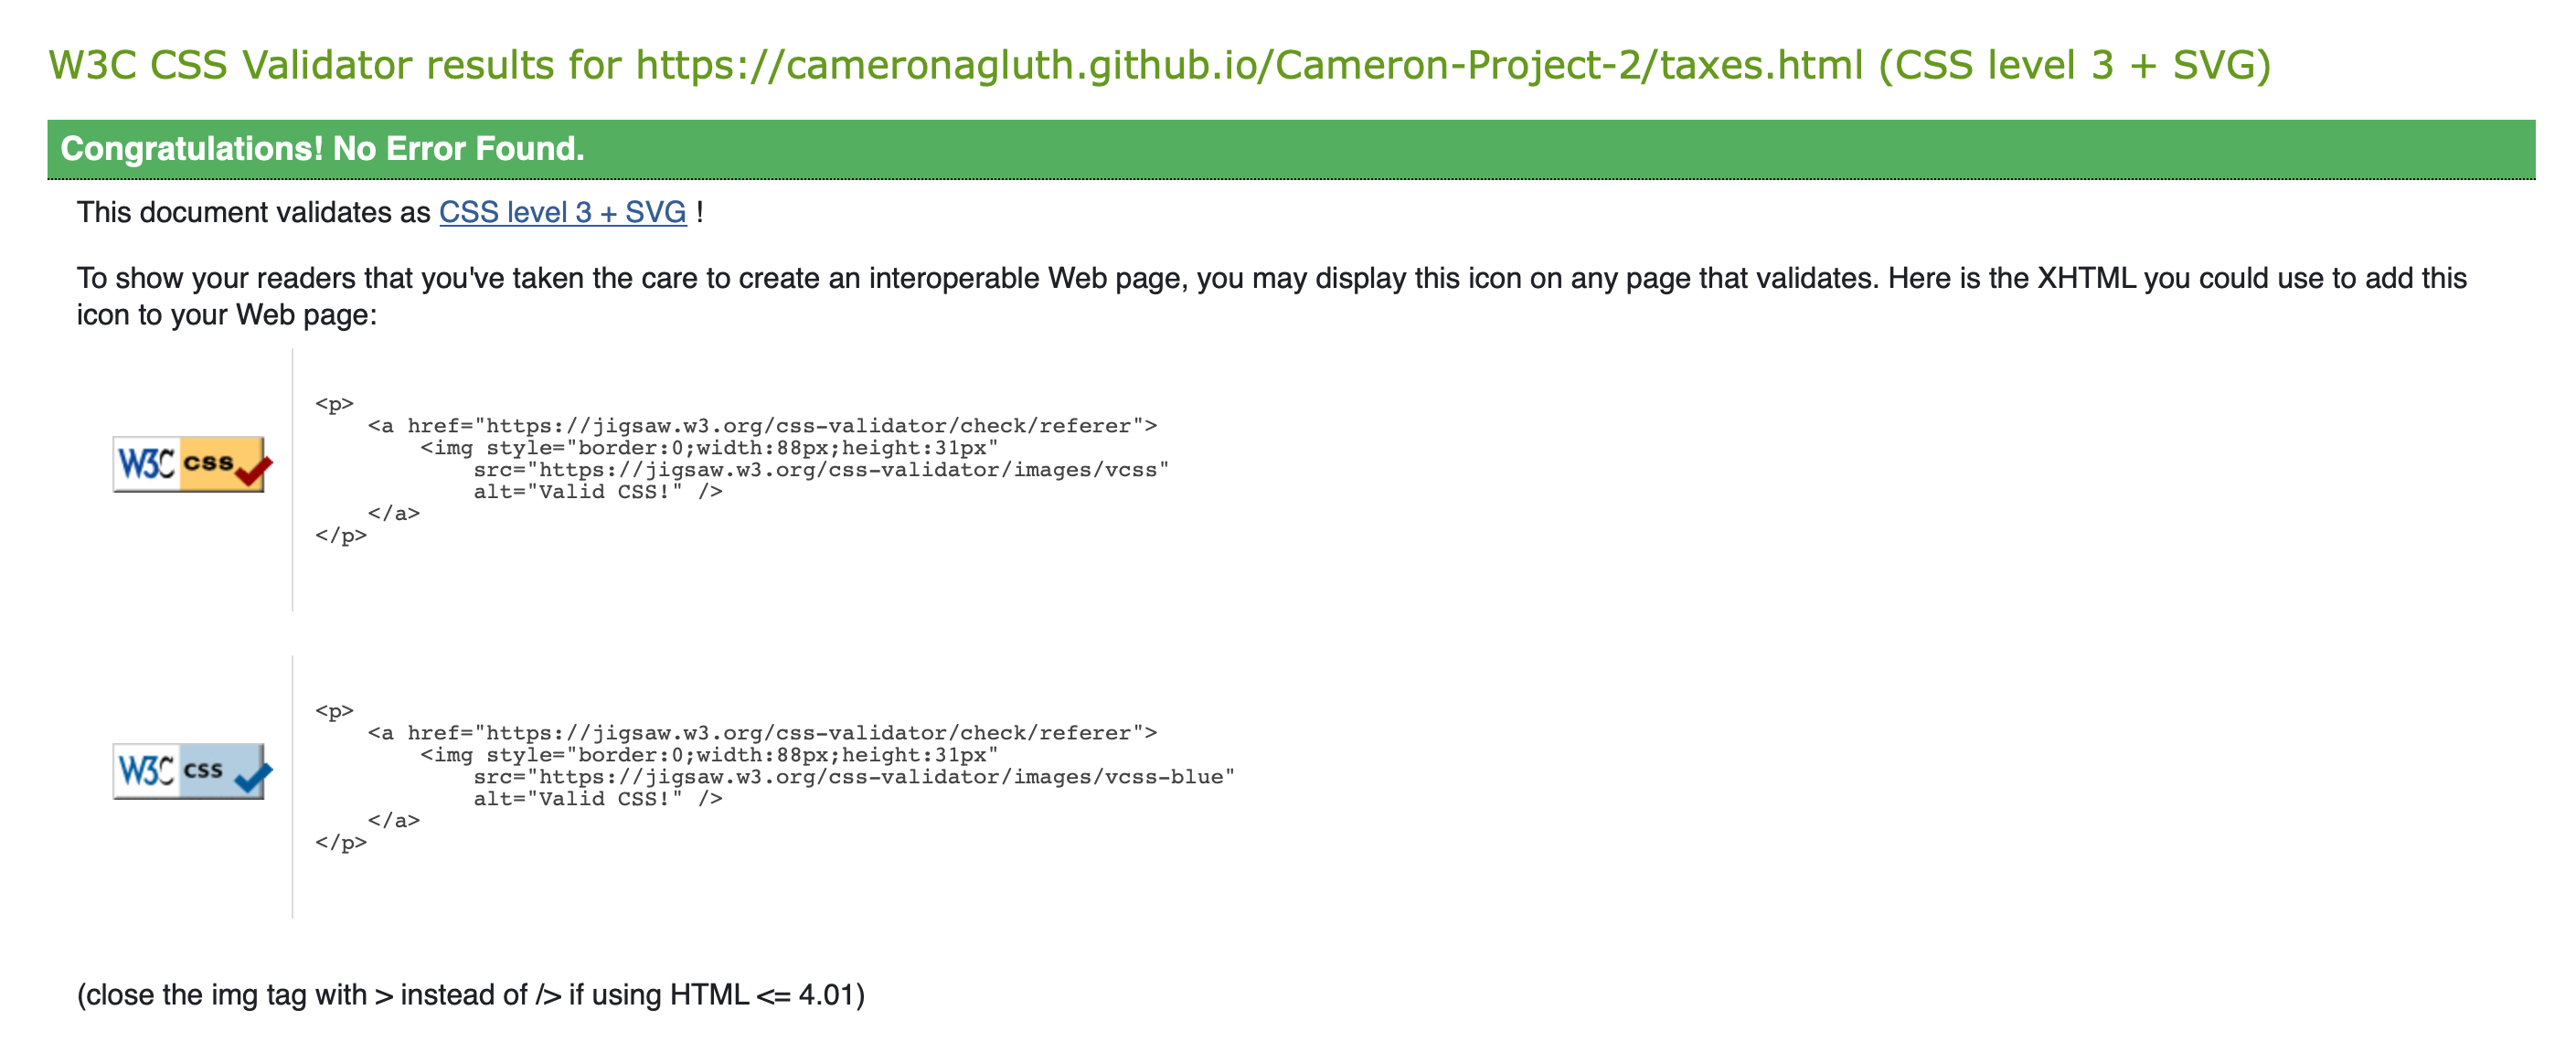 W3C CSS Validator results for https://cameronagluth.github.io/Cameron-Project-2/taxes.html (CSS level 3 + SVG)
Congratulations! No Error Found.
This document validates as CSS level 3 + SVG !
To show your readers that you've taken the care to create an interoperable Web page, you may display this icon on any page that validates. Here is the XHTML you could use to add this
icon to your Web page:
W3C css
<p>
    <a href="https://jigsaw.w3.org/css-validator/check/referer">
        <img style="border:0;width:88px;height:31px"
            src="https://jigsaw.w3.org/css-validator/images/vcss"
            alt="Valid CSS!" />
    </a>
</p>
W3C css
<p>
    <a href="https://jigsaw.w3.org/css-validator/check/referer">
        <img style="border:0;width:88px;height:31px"
            src="https://jigsaw.w3.org/css-validator/images/vcss-blue"
            alt="Valid CSS!" />
    </a>
</p>
(close the img tag with > instead of /> if using HTML <= 4.01)